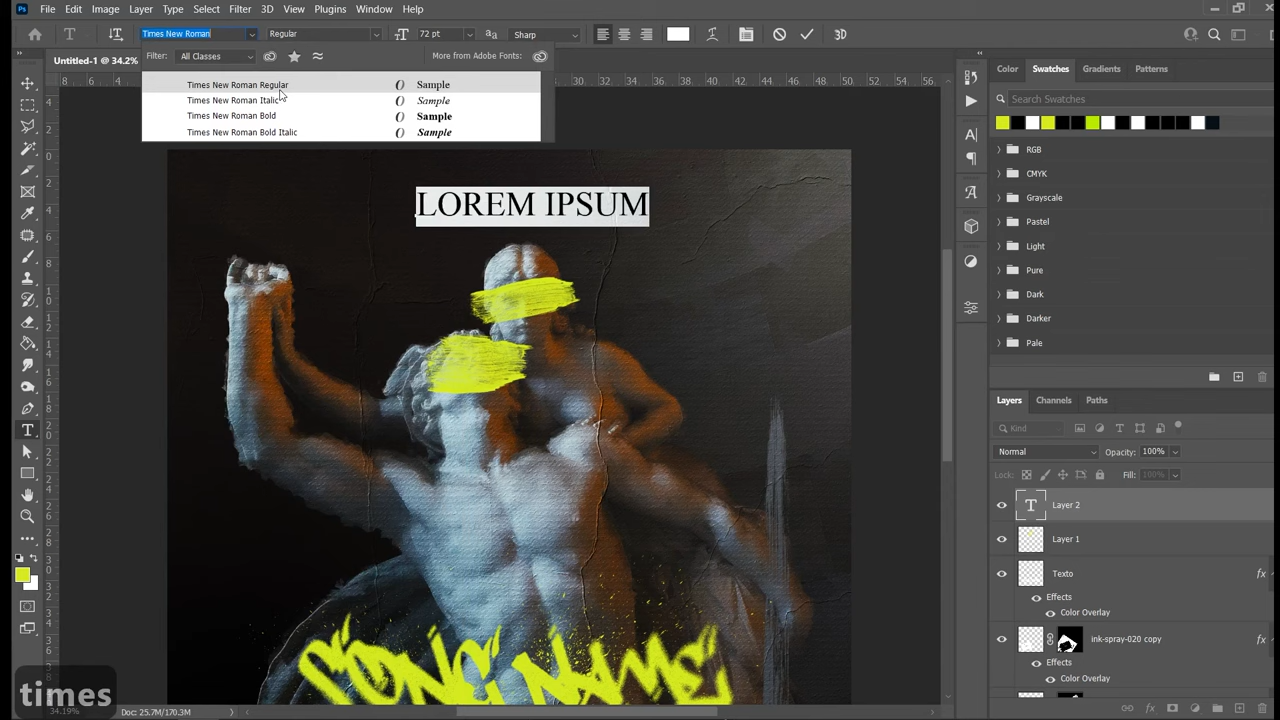 Ps File Edit Image Layer Type Select Filter 3D View Plugins Window Help
Times New Roman Regular 72 pt aa Sharp 3D
Filter: All Classes More from Adobe Fonts:
Untitled-1 @ 34.2%
Times New Roman Regular Sample
Times New Roman Italic Sample
Times New Roman Bold Sample
Times New Roman Bold Italic Sample
LOREM IPSUM
SONG NAME
Color Swatches Gradients Patterns
Search Swatches
RGB
CMYK
Grayscale
Pastel
Light
Pure
Dark
Darker
Pale
Layers Channels Paths
Kind
Normal Opacity: 100%
Lock: Fill: 100%
Layer 2
Layer 1
Texto fx
Effects
Color Overlay
ink-spray-020 copy fx
Effects
Color Overlay
times
34.19% Doc: 25.7M/170.3M